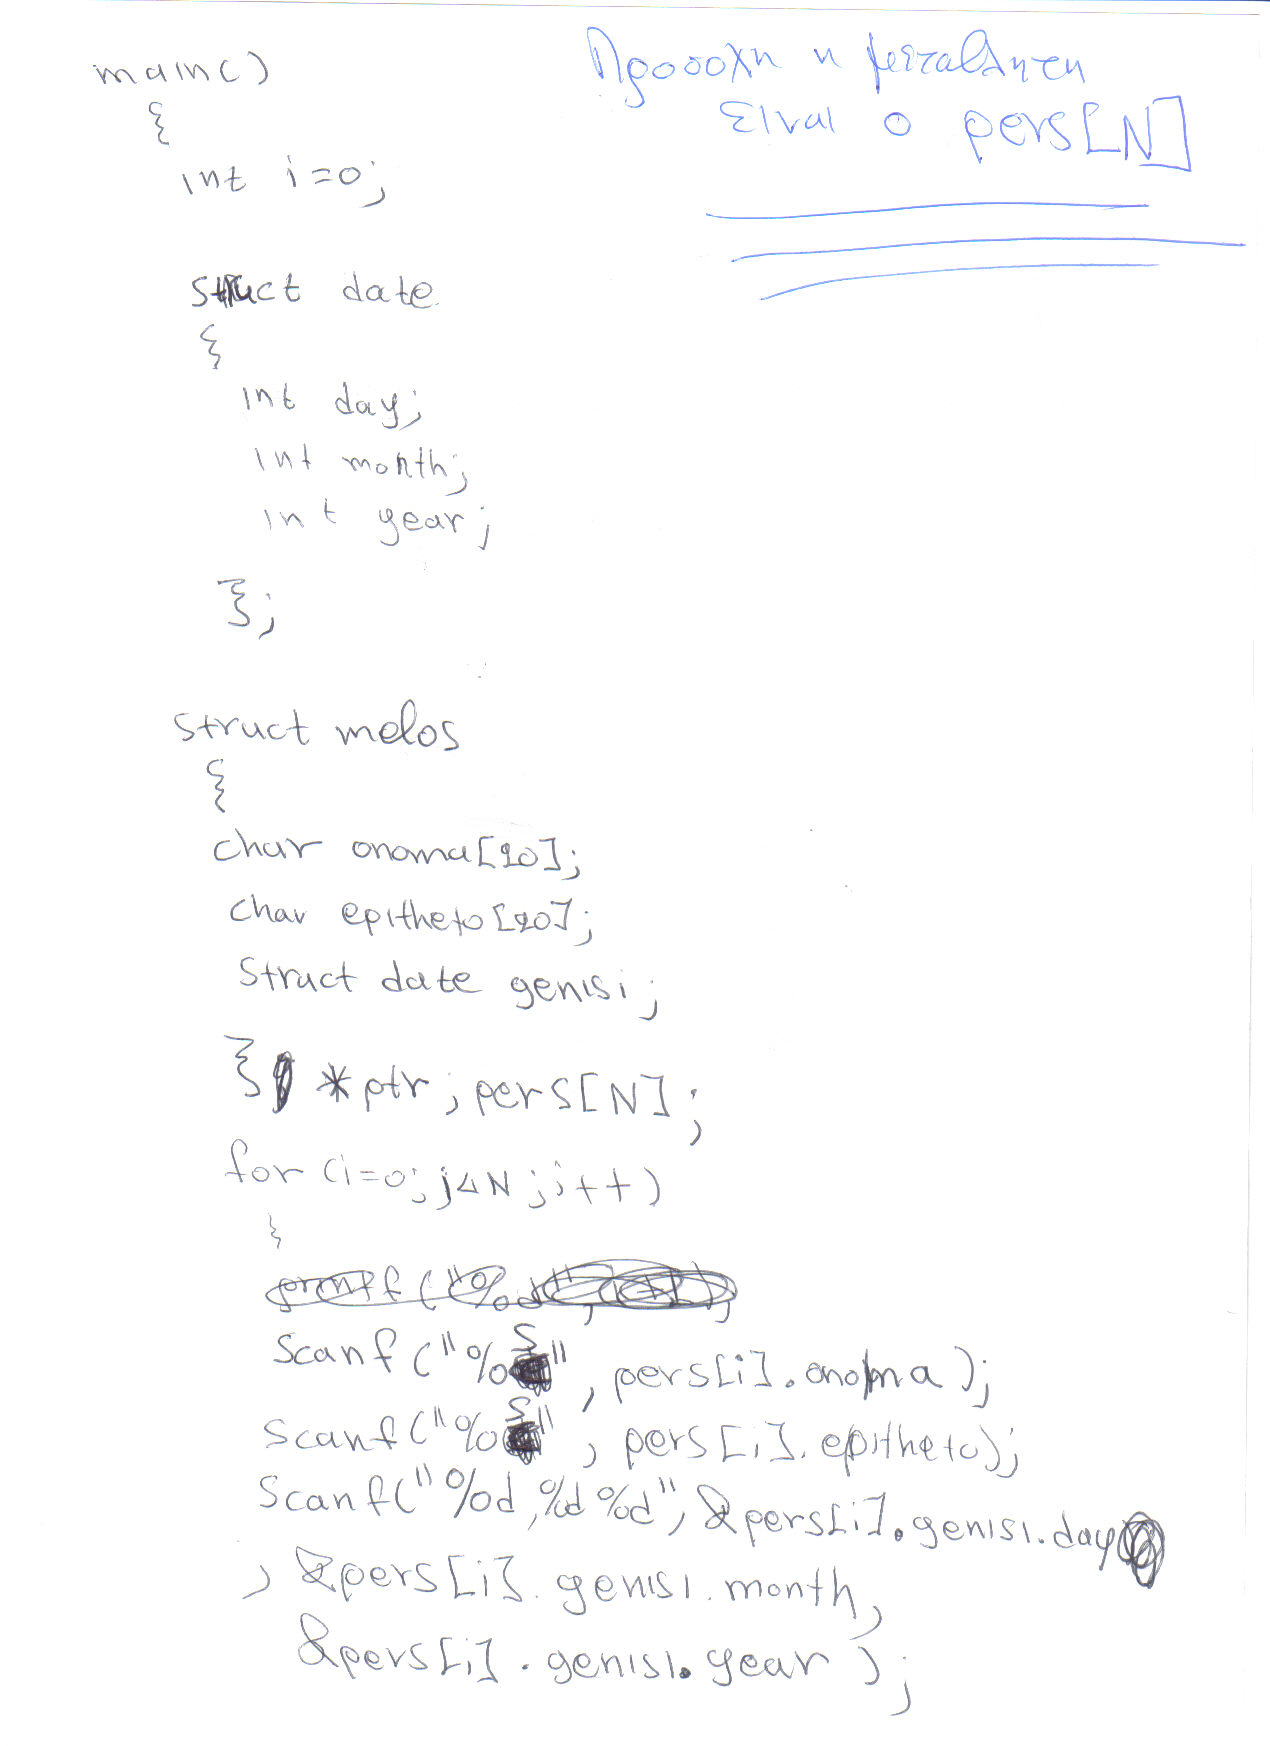 main()
Προσοχη η μεταβλητη
ειναι ο pers[N]
{
int i=0;
struct date
{
int day;
int month;
int year;
};
struct melos
{
char onoma[20];
char epitheto[20];
struct date genisi;
} *ptr, pers[N];
for (i=0; j<N; i++)
{
scanf("%s", pers[i].onoma);
scanf("%s", pers[i].epitheto);
scanf("%d,%d %d", &pers[i].genisi.day
, &pers[i].genisi.month,
&pers[i].genisi.year);